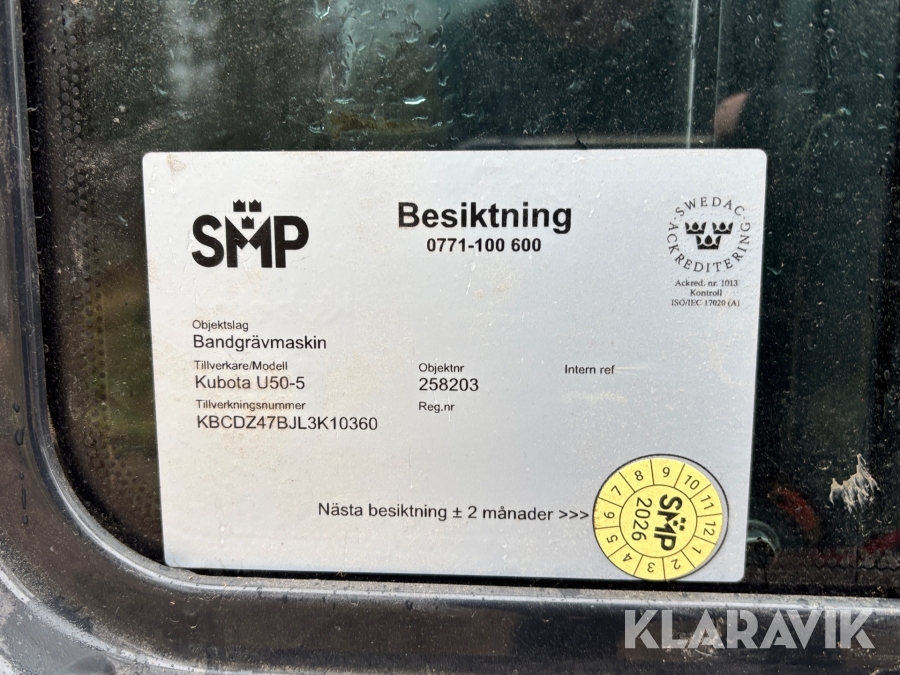 SMP
Besiktning
0771-100 600
SWEDAC ACKREDITERING
Ackred. nr. 1013
Kontroll
ISO/IEC 17020 (A)
Objektslag
Bandgrävmaskin
Tillverkare/Modell
Kubota U50-5
Objektnr
258203
Intern ref
Tillverkningsnummer
KBCDZ47BJL3K10360
Reg.nr
Nästa besiktning ± 2 månader >>>
1 2 3 4 5 6 7 8 9 10 11 12
SMP
2026
KLARAVIK